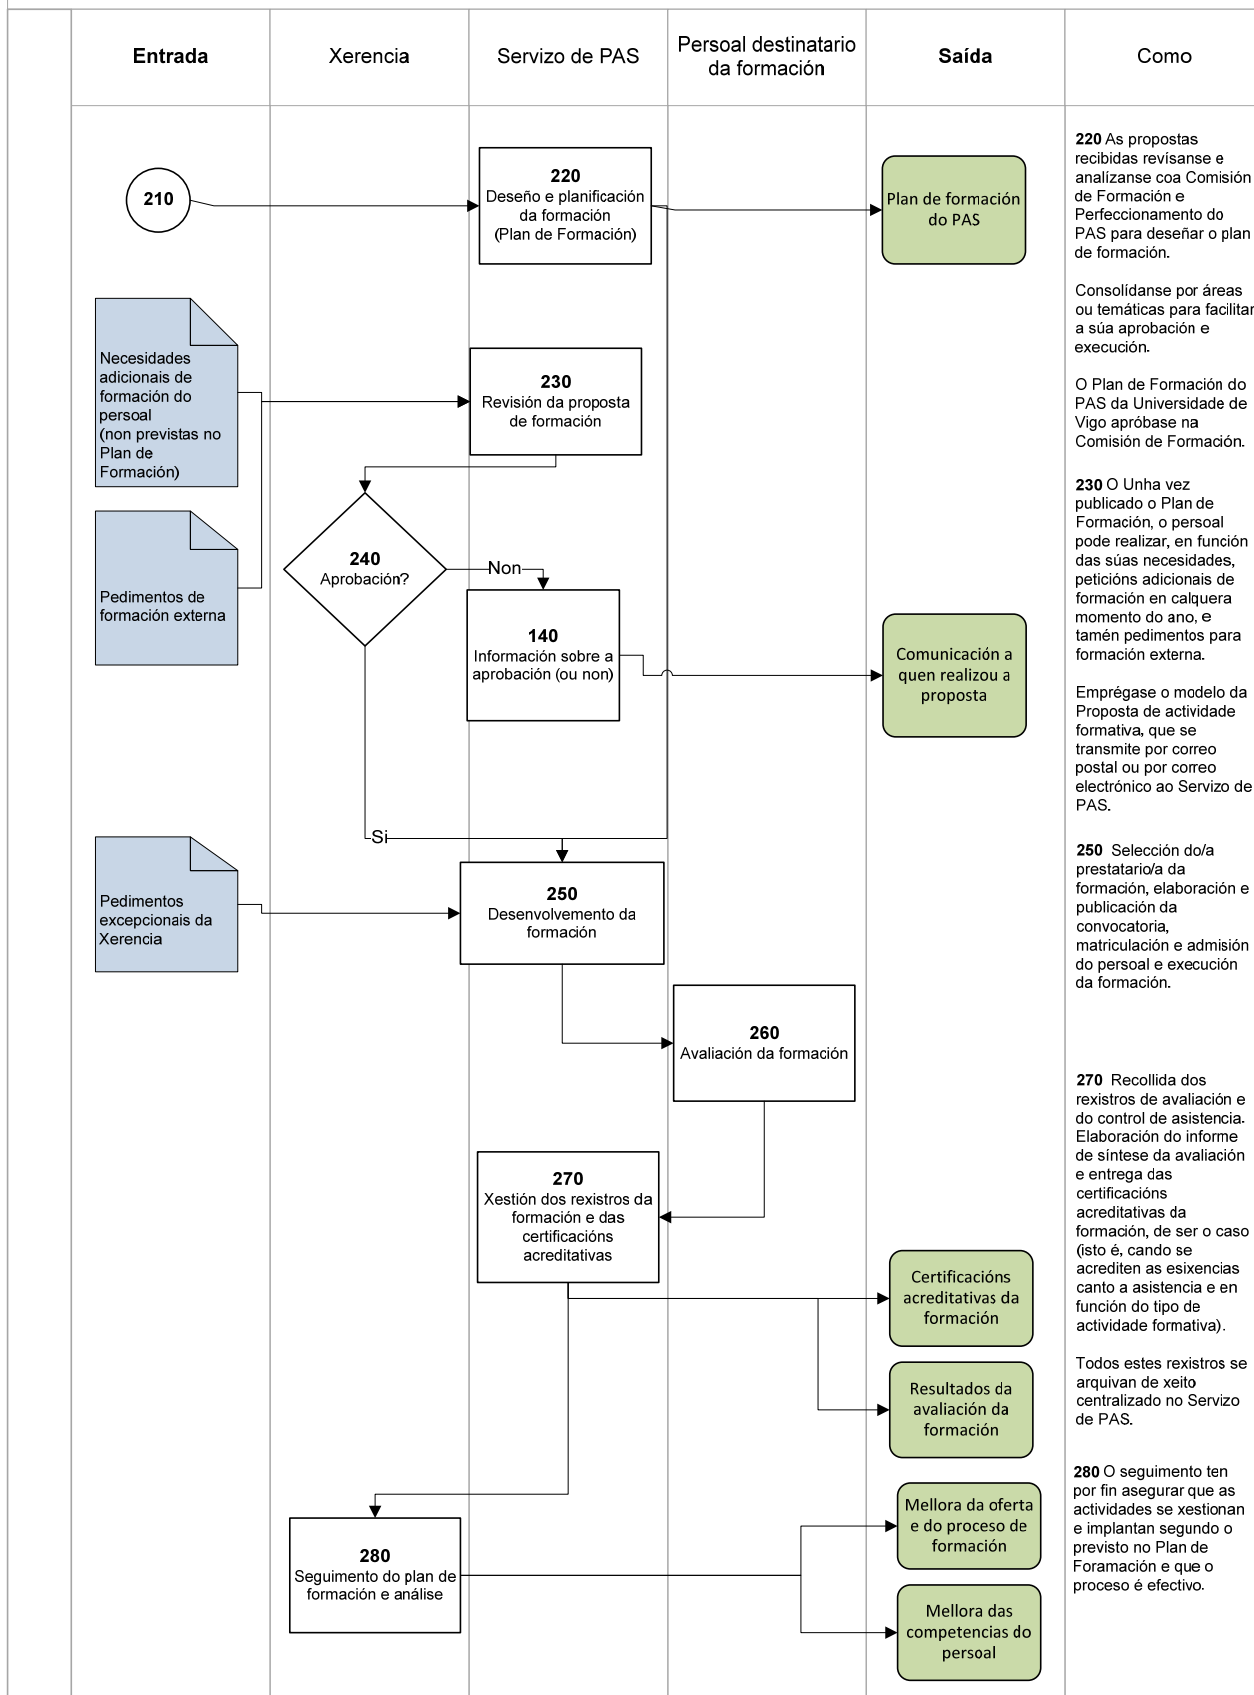 Entrada
Xerencia
Servizo de PAS
Persoal destinatario
da formación
Saída
Como
210
220
Deseño e planificación
da formación
(Plan de Formación)
Plan de formación
do PAS
220 As propostas
recibidas revísanse e
analízanse coa Comisión
de Formación e
Perfeccionamento do
PAS para deseñar o plan
de formación.
Consolídanse por áreas
ou temáticas para facilitar
a súa aprobación e
execución.
O Plan de Formación do
PAS da Universidade de
Vigo apróbase na
Comisión de Formación.
Necesidades
adicionais de
formación do
persoal
(non previstas no
Plan de
Formación)
230
Revisión da proposta
de formación
Pedimentos de
formación externa
240
Aprobación?
Non
140
Información sobre a
aprobación (ou non)
Comunicación a
quen realizou a
proposta
230 O Unha vez
publicado o Plan de
Formación, o persoal
pode realizar, en función
das súas necesidades,
peticións adicionais de
formación en calquera
momento do ano, e
tamén pedimentos para
formación externa.
Emprégase o modelo da
Proposta de actividade
formativa, que se
transmite por correo
postal ou por correo
electrónico ao Servizo de
PAS.
Si
Pedimentos
excepcionais da
Xerencia
250
Desenvolvemento da
formación
250 Selección do/a
prestatario/a da
formación, elaboración e
publicación da
convocatoria,
matriculación e admisión
do persoal e execución
da formación.
260
Avaliación da formación
270
Xestión dos rexistros da
formación e das
certificacións
acreditativas
270 Recollida dos
rexistros de avaliación e
do control de asistencia.
Elaboración do informe
de síntese da avaliación
e entrega das
certificacións
acreditativas da
formación, de ser o caso
(isto é, cando se
acrediten as esixencias
canto a asistencia e en
función do tipo de
actividade formativa).
Todos estes rexistros se
arquivan de xeito
centralizado no Servizo
de PAS.
Certificacións
acreditativas da
formación
Resultados da
avaliación da
formación
280
Seguimento do plan de
formación e análise
Mellora da oferta
e do proceso de
formación
Mellora das
competencias do
persoal
280 O seguimento ten
por fin asegurar que as
actividades se xestionan
e implantan segundo o
previsto no Plan de
Foramación e que o
proceso é efectivo.